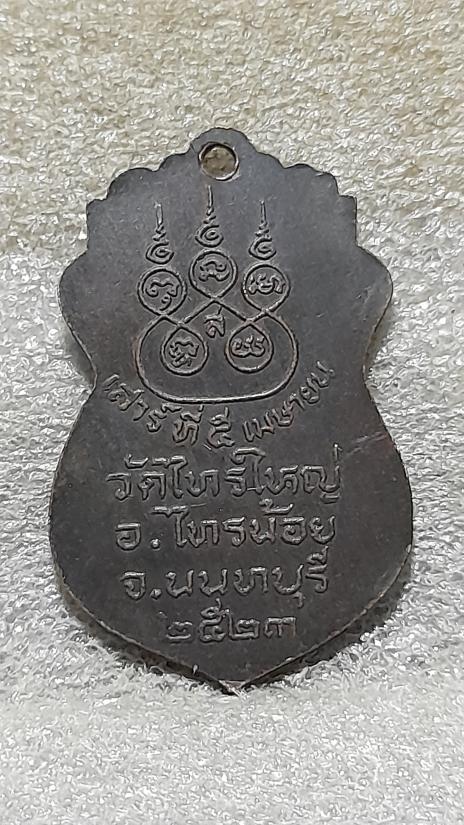 ส
เสาร์ ที่ ๕ เมษายน
วัดไทรใหญ่
อ.ไทรน้อย
จ.นนทบุรี
๒๕๒๓